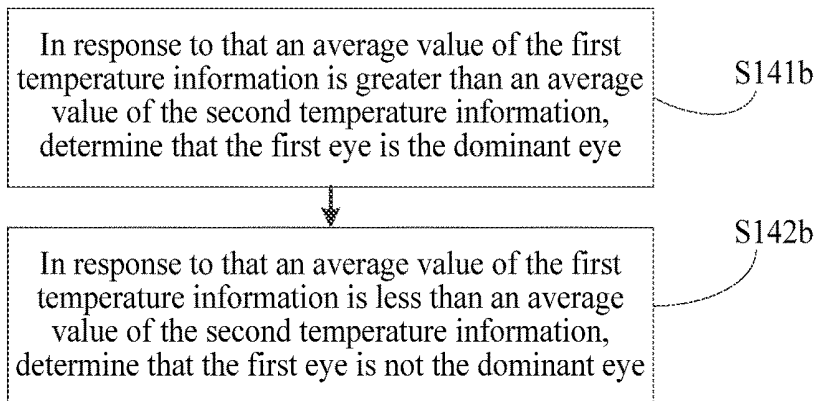 In response to that an average value of the first
temperature information is greater than an average
value of the second temperature information,
determine that the first eye is the dominant eye
S141b
In response to that an average value of the first
temperature information is less than an average
value of the second temperature information,
determine that the first eye is not the dominant eye
S142b